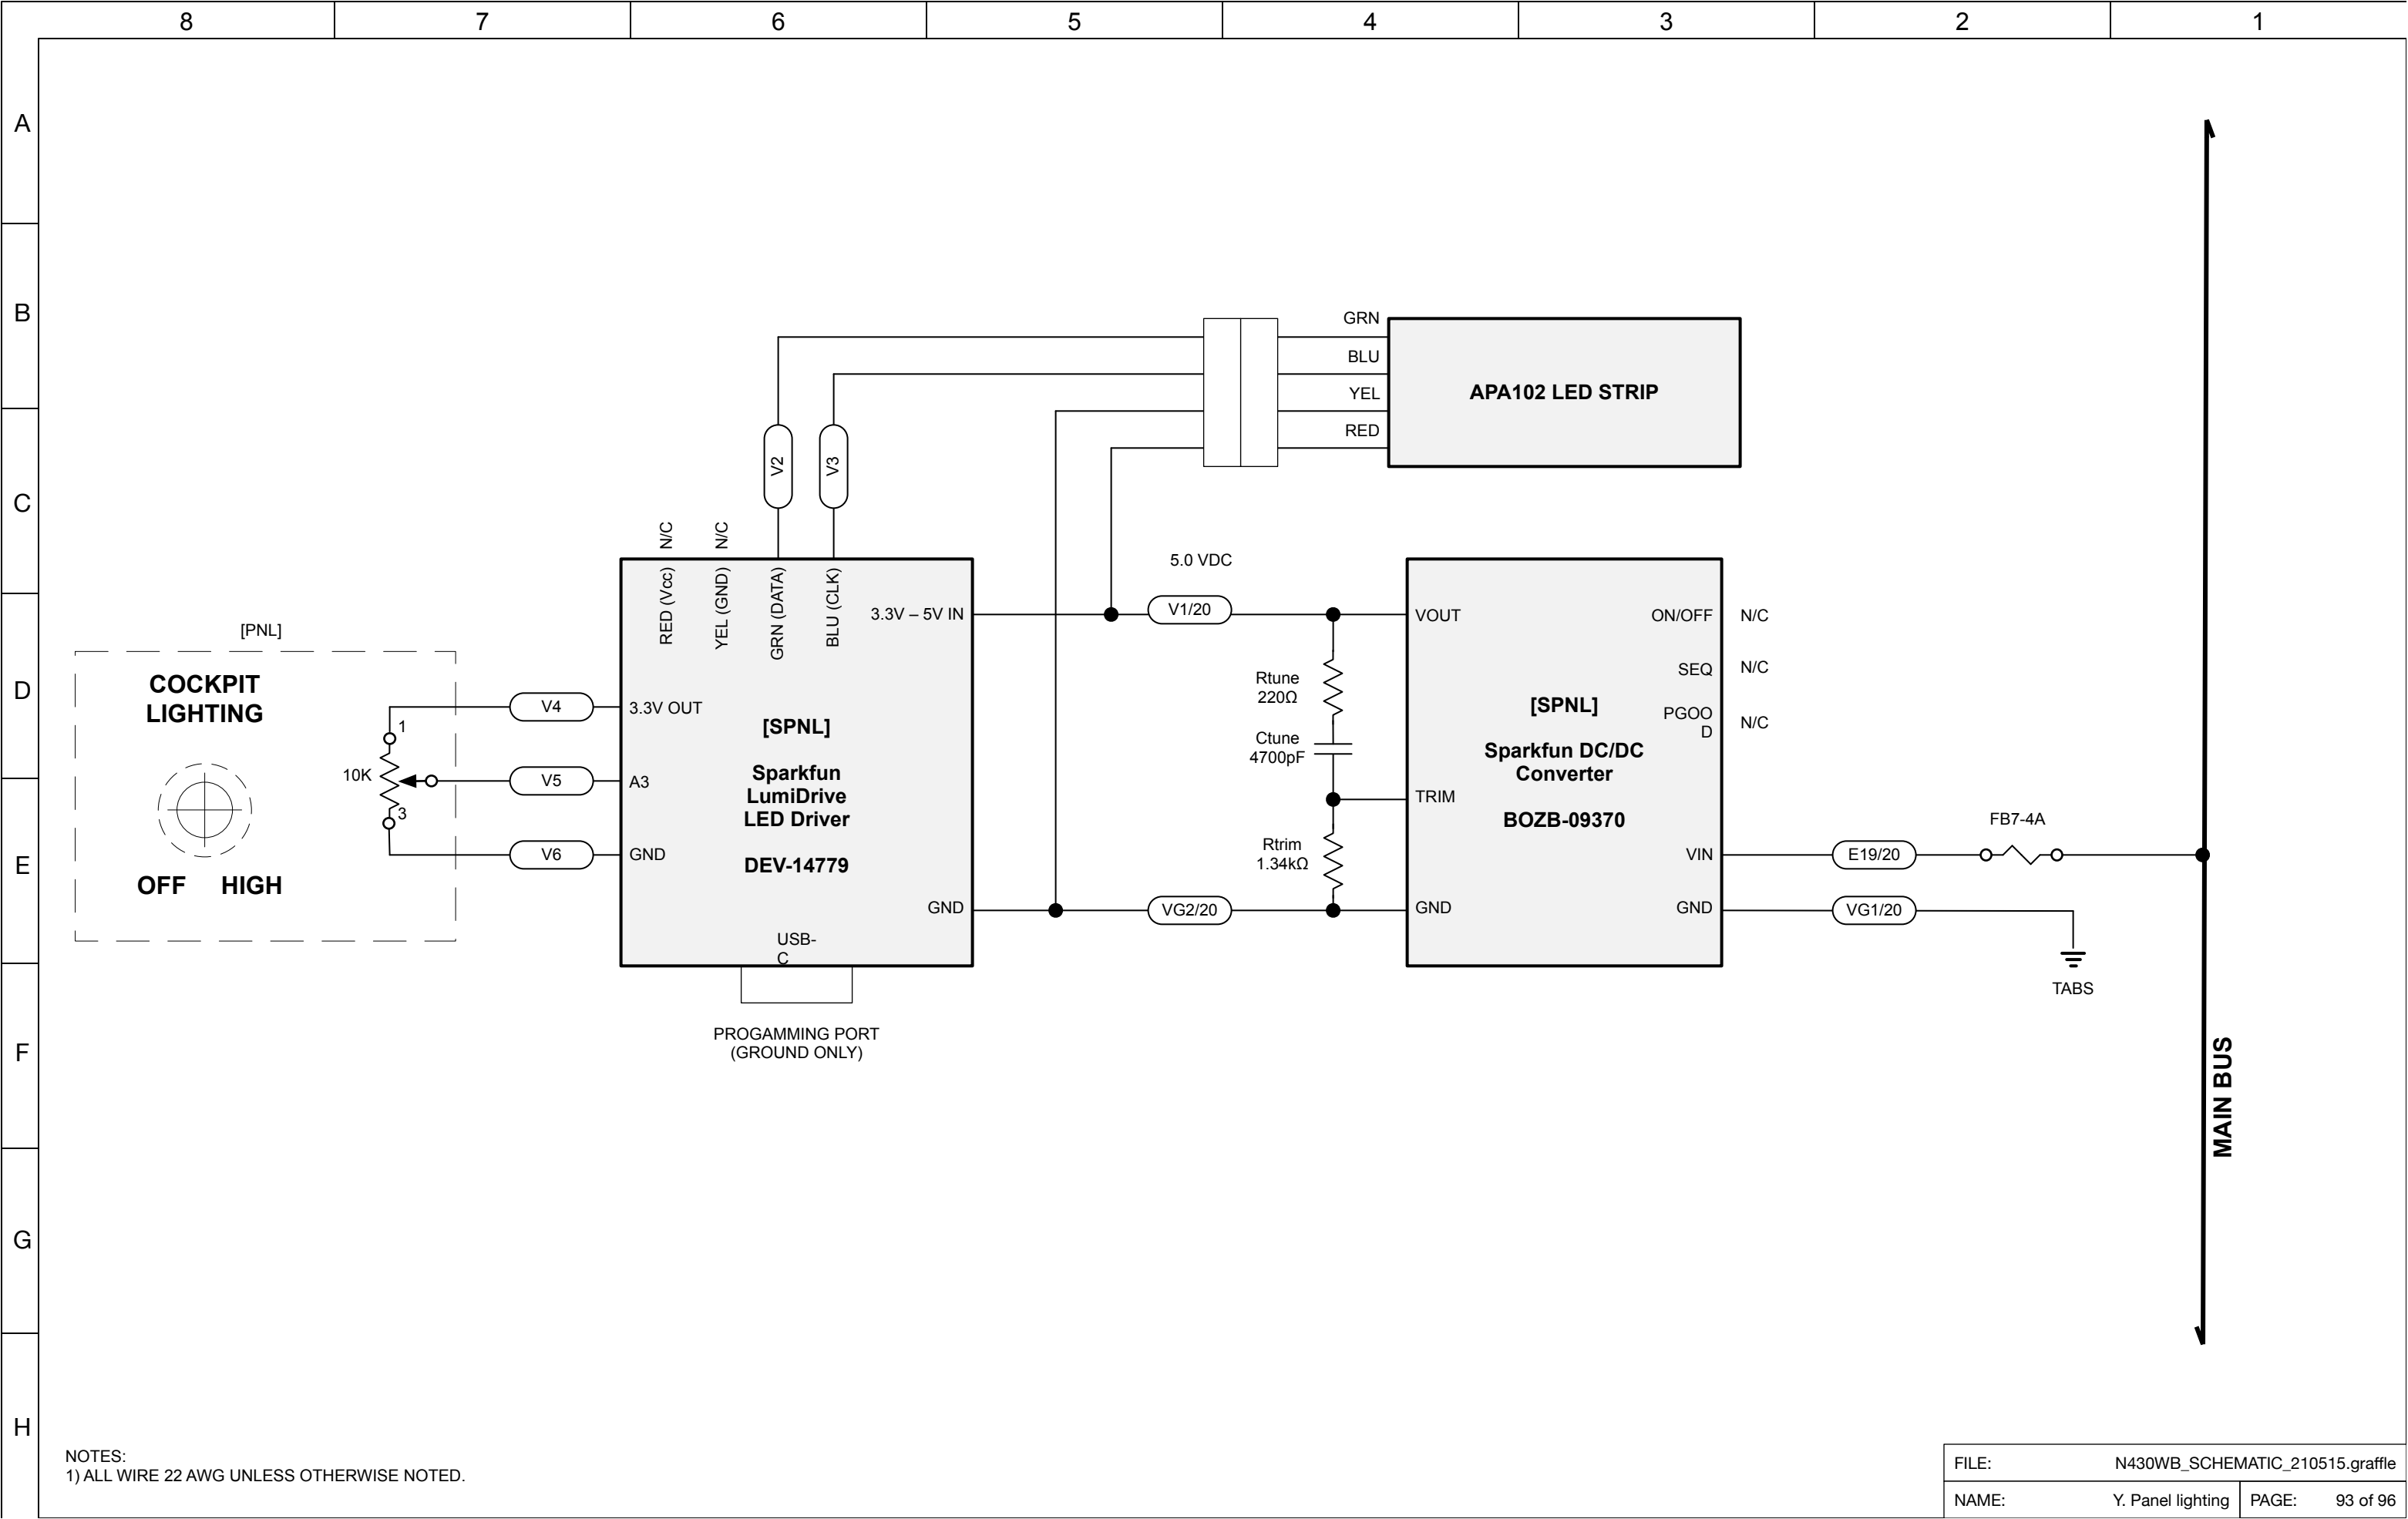 8 7 6 5 4 3 2 1
A
B
C
D
E
F
G
H
GRN
BLU
YEL
RED
APA102 LED STRIP
V2
V3
N/C
N/C
RED (Vcc)
YEL (GND)
GRN (DATA)
BLU (CLK)
3.3V – 5V IN
3.3V OUT
A3
GND
GND
[SPNL]
Sparkfun
LumiDrive
LED Driver
DEV-14779
USB-
C
PROGAMMING PORT
(GROUND ONLY)
[PNL]
COCKPIT
LIGHTING
OFF HIGH
10K
1
3
V4
V5
V6
5.0 VDC
V1/20
VG2/20
Rtune
220Ω
Ctune
4700pF
Rtrim
1.34kΩ
VOUT
TRIM
GND
[SPNL]
Sparkfun DC/DC
Converter
BOZB-09370
ON/OFF
SEQ
PGOO
D
VIN
GND
N/C
N/C
N/C
E19/20
VG1/20
FB7-4A
TABS
MAIN BUS
NOTES:
1) ALL WIRE 22 AWG UNLESS OTHERWISE NOTED.
FILE: N430WB_SCHEMATIC_210515.graffle
NAME: Y. Panel lighting PAGE: 93 of 96